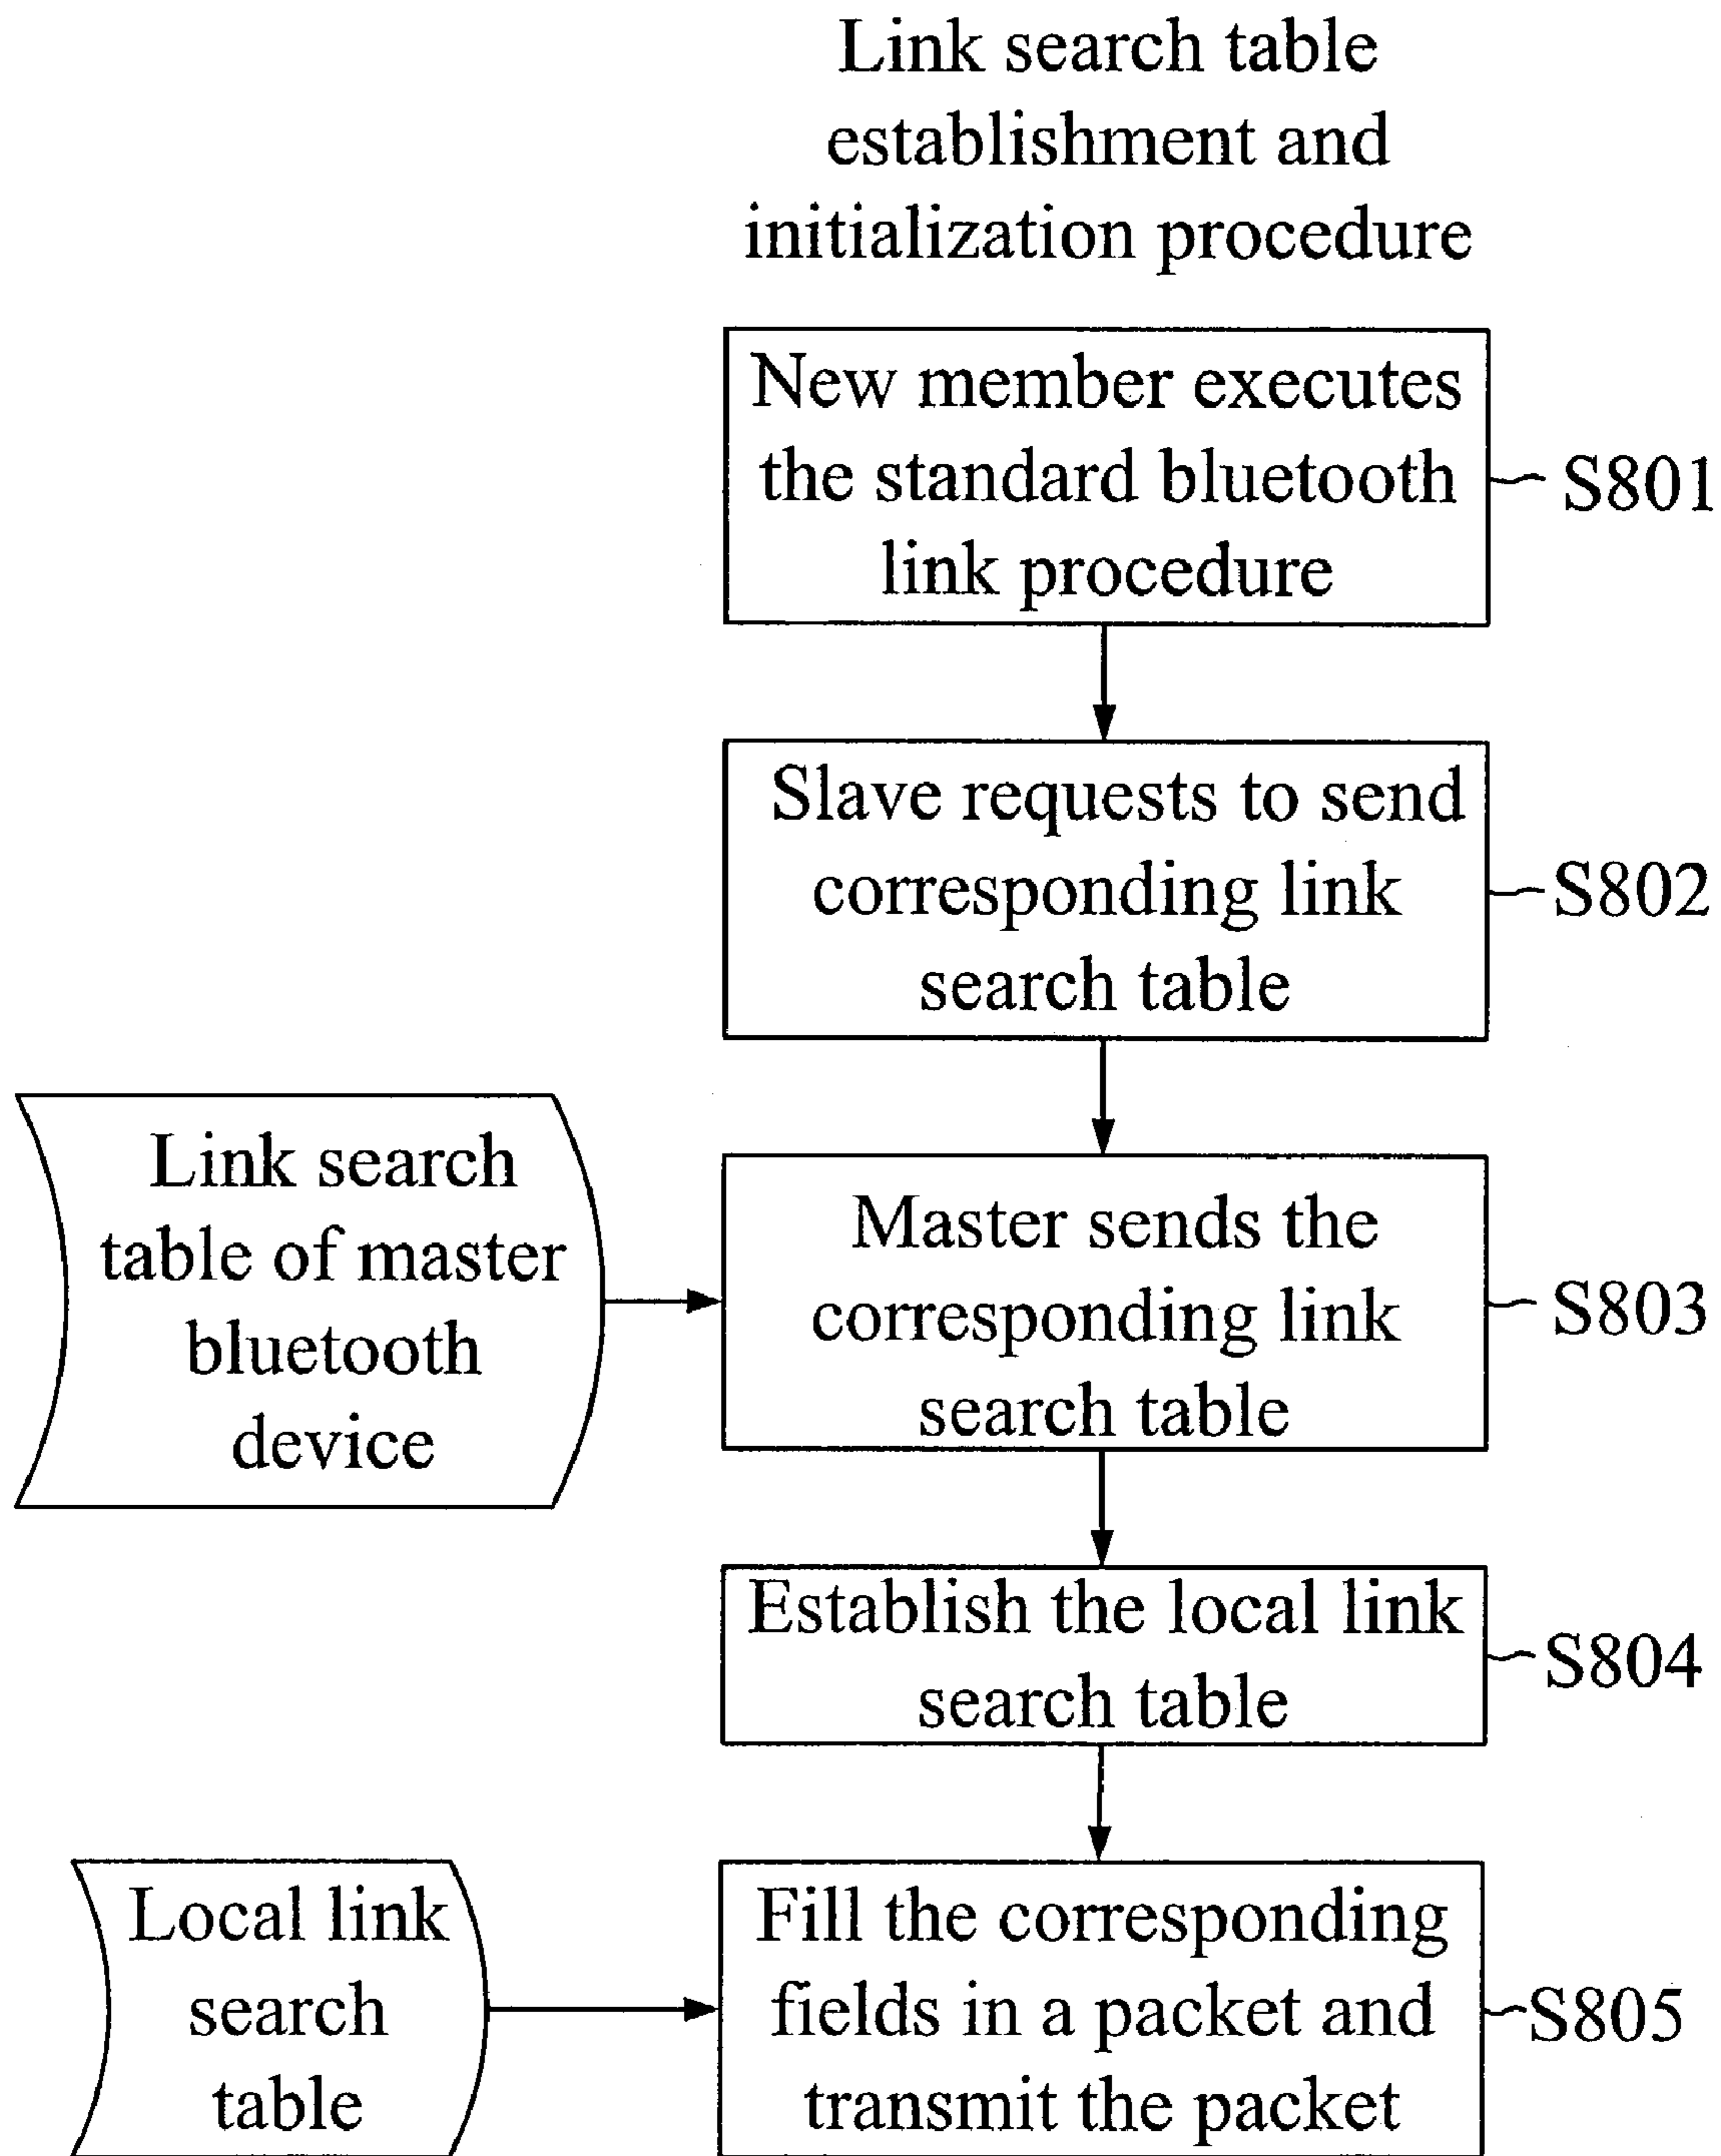 Link search table
establishment and
initialization procedure
New member executes
the standard bluetooth
link procedure
S801
Slave requests to send
corresponding link
search table
S802
Link search
table of master
bluetooth
device
Master sends the
corresponding link
search table
S803
Establish the local link
search table
S804
Local link
search
table
Fill the corresponding
fields in a packet and
transmit the packet
S805